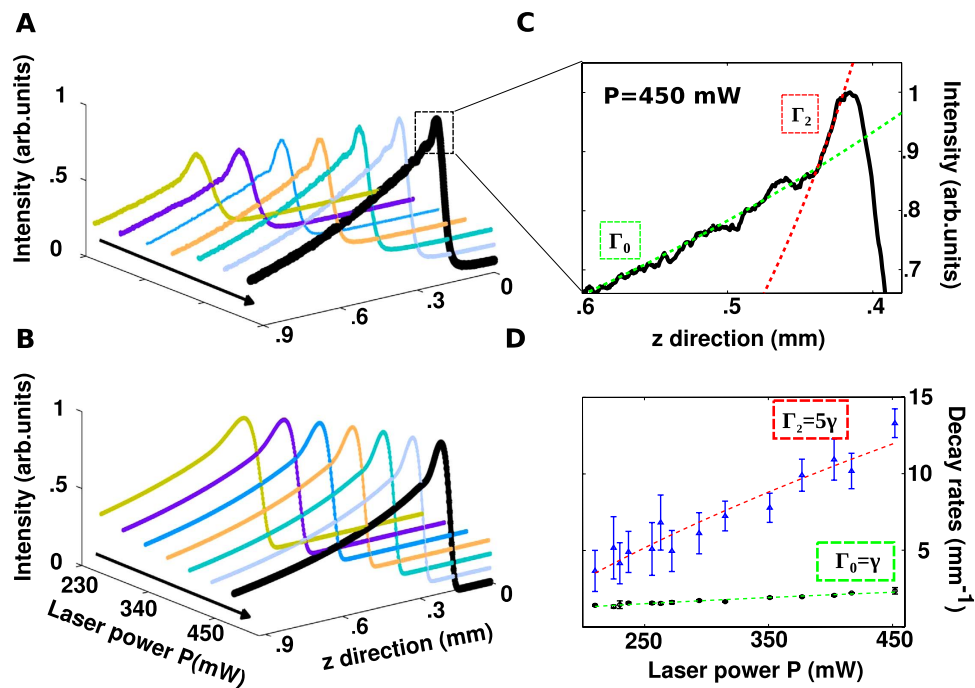 A
Intensity (arb.units)
1
.5
0
.9
.6
.3
0
C
P=450 mW
Γ2
Γ0
1
.9
.8
.7
Intensity (arb.units)
.6
.5
.4
z direction (mm)
B
Intensity (arb.units)
1
.5
0
230
340
450
Laser power P(mW)
.9
.6
.3
0
z direction (mm)
D
Γ2=5γ
Γ0=γ
15
10
5
Decay rates (mm-1)
250
350
450
Laser power P (mW)